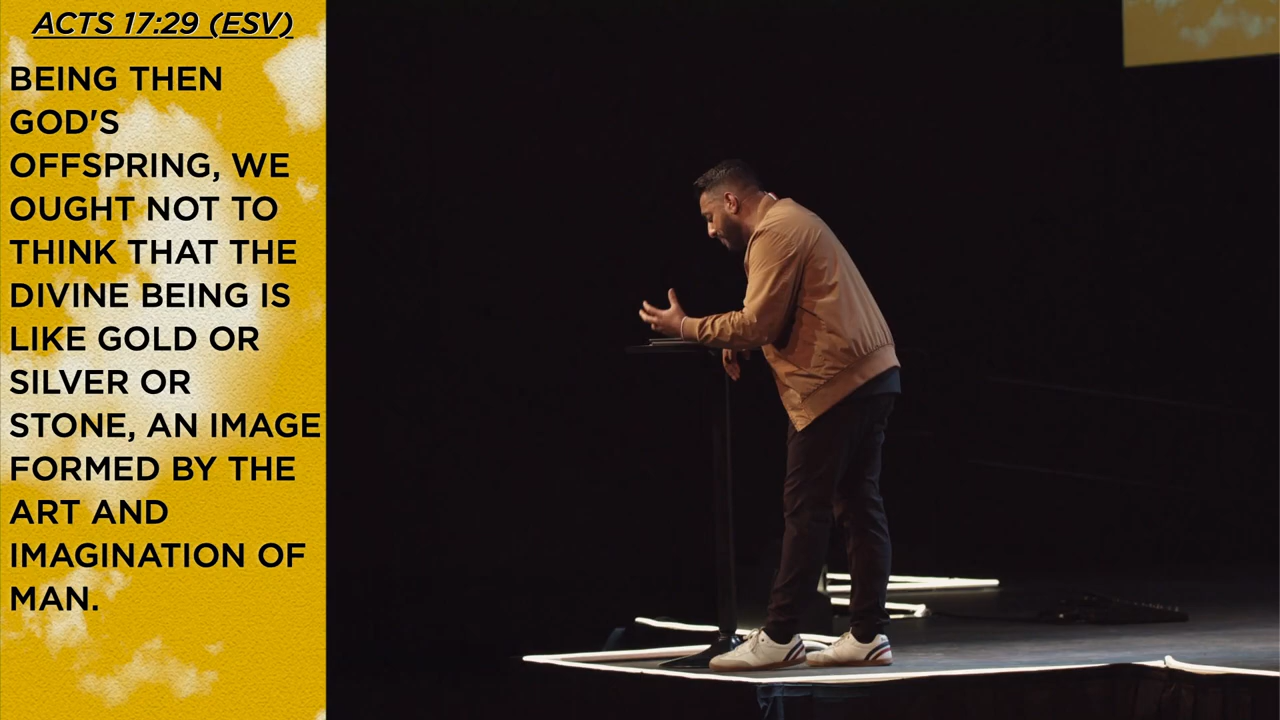 ACTS 17:29 (ESV)
BEING THEN
GOD'S
OFFSPRING, WE
OUGHT NOT TO
THINK THAT THE
DIVINE BEING IS
LIKE GOLD OR
SILVER OR
STONE, AN IMAGE
FORMED BY THE
ART AND
IMAGINATION OF
MAN.